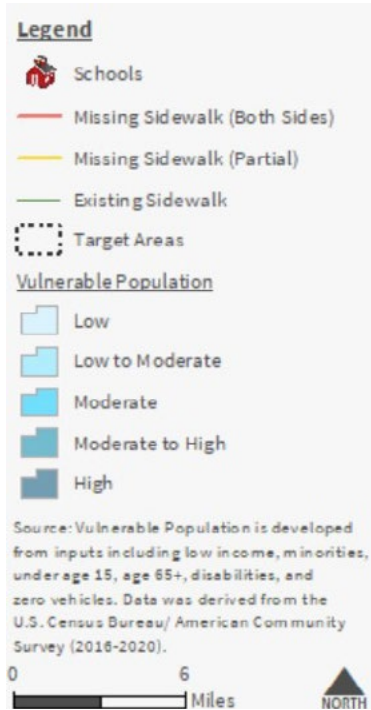 Legend
Schools
Missing Sidewalk (Both Sides)
Missing Sidewalk (Partial)
Existing Sidewalk
Target Areas
Vulnerable Population
Low
Low to Moderate
Moderate
Moderate to High
High
Source: Vulnerable Population is developed
from inputs including low income, minorities,
under age 15, age 65+, disabilities, and
zero vehicles. Data was derived from the
U.S. Census Bureau/ American Community
Survey (2016-2020).
0 6
Miles
NORTH